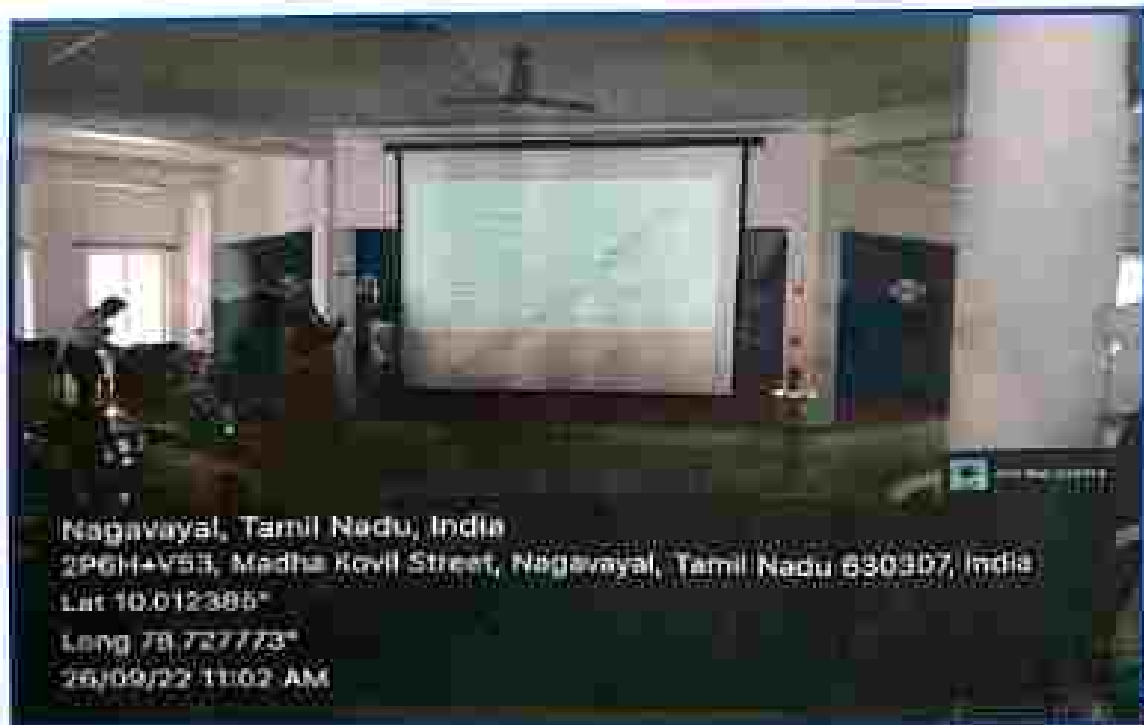 Nagavayal, Tamil Nadu, India
2P6H+V53, Madha Kovil Street, Nagavayal, Tamil Nadu 630307, India
Lat 10.012385°
Long 78.727773°
26/09/22 11:02 AM